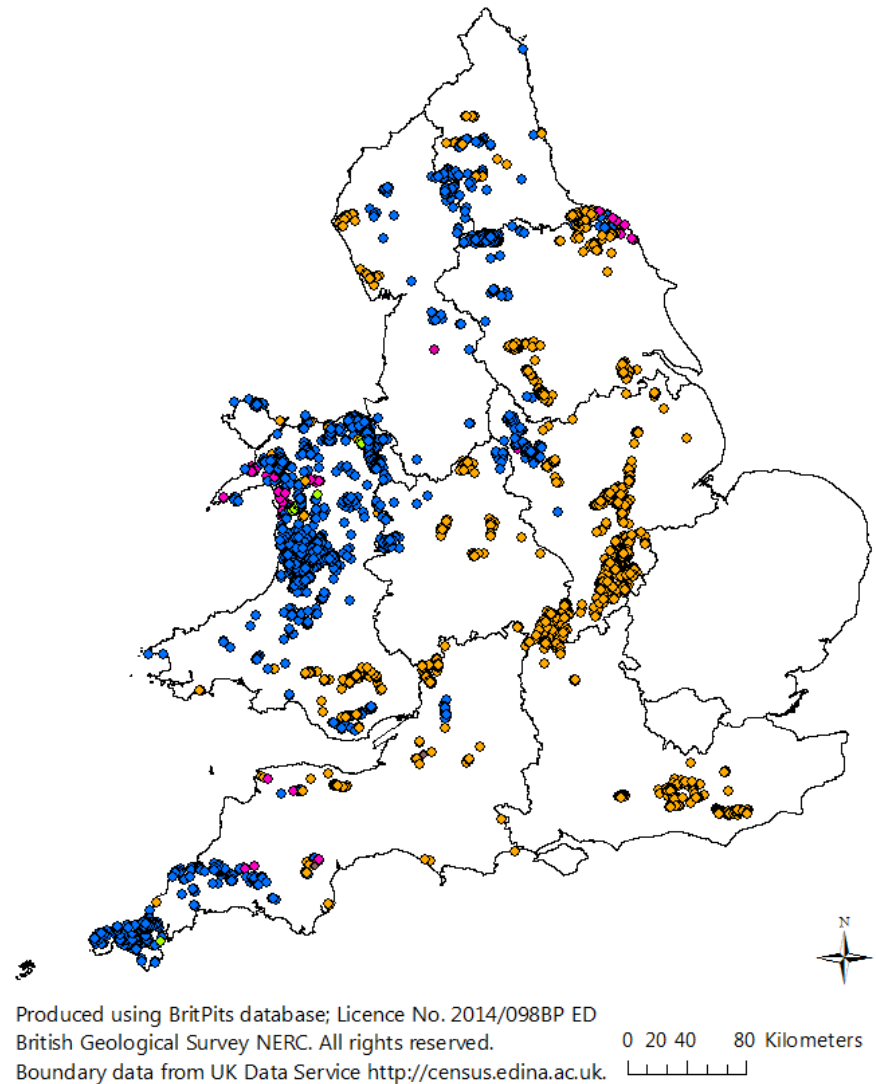 N
Produced using BritPits database; Licence No. 2014/098BP ED
British Geological Survey NERC. All rights reserved.
0 20 40 80 Kilometers
Boundary data from UK Data Service http://census.edina.ac.uk.